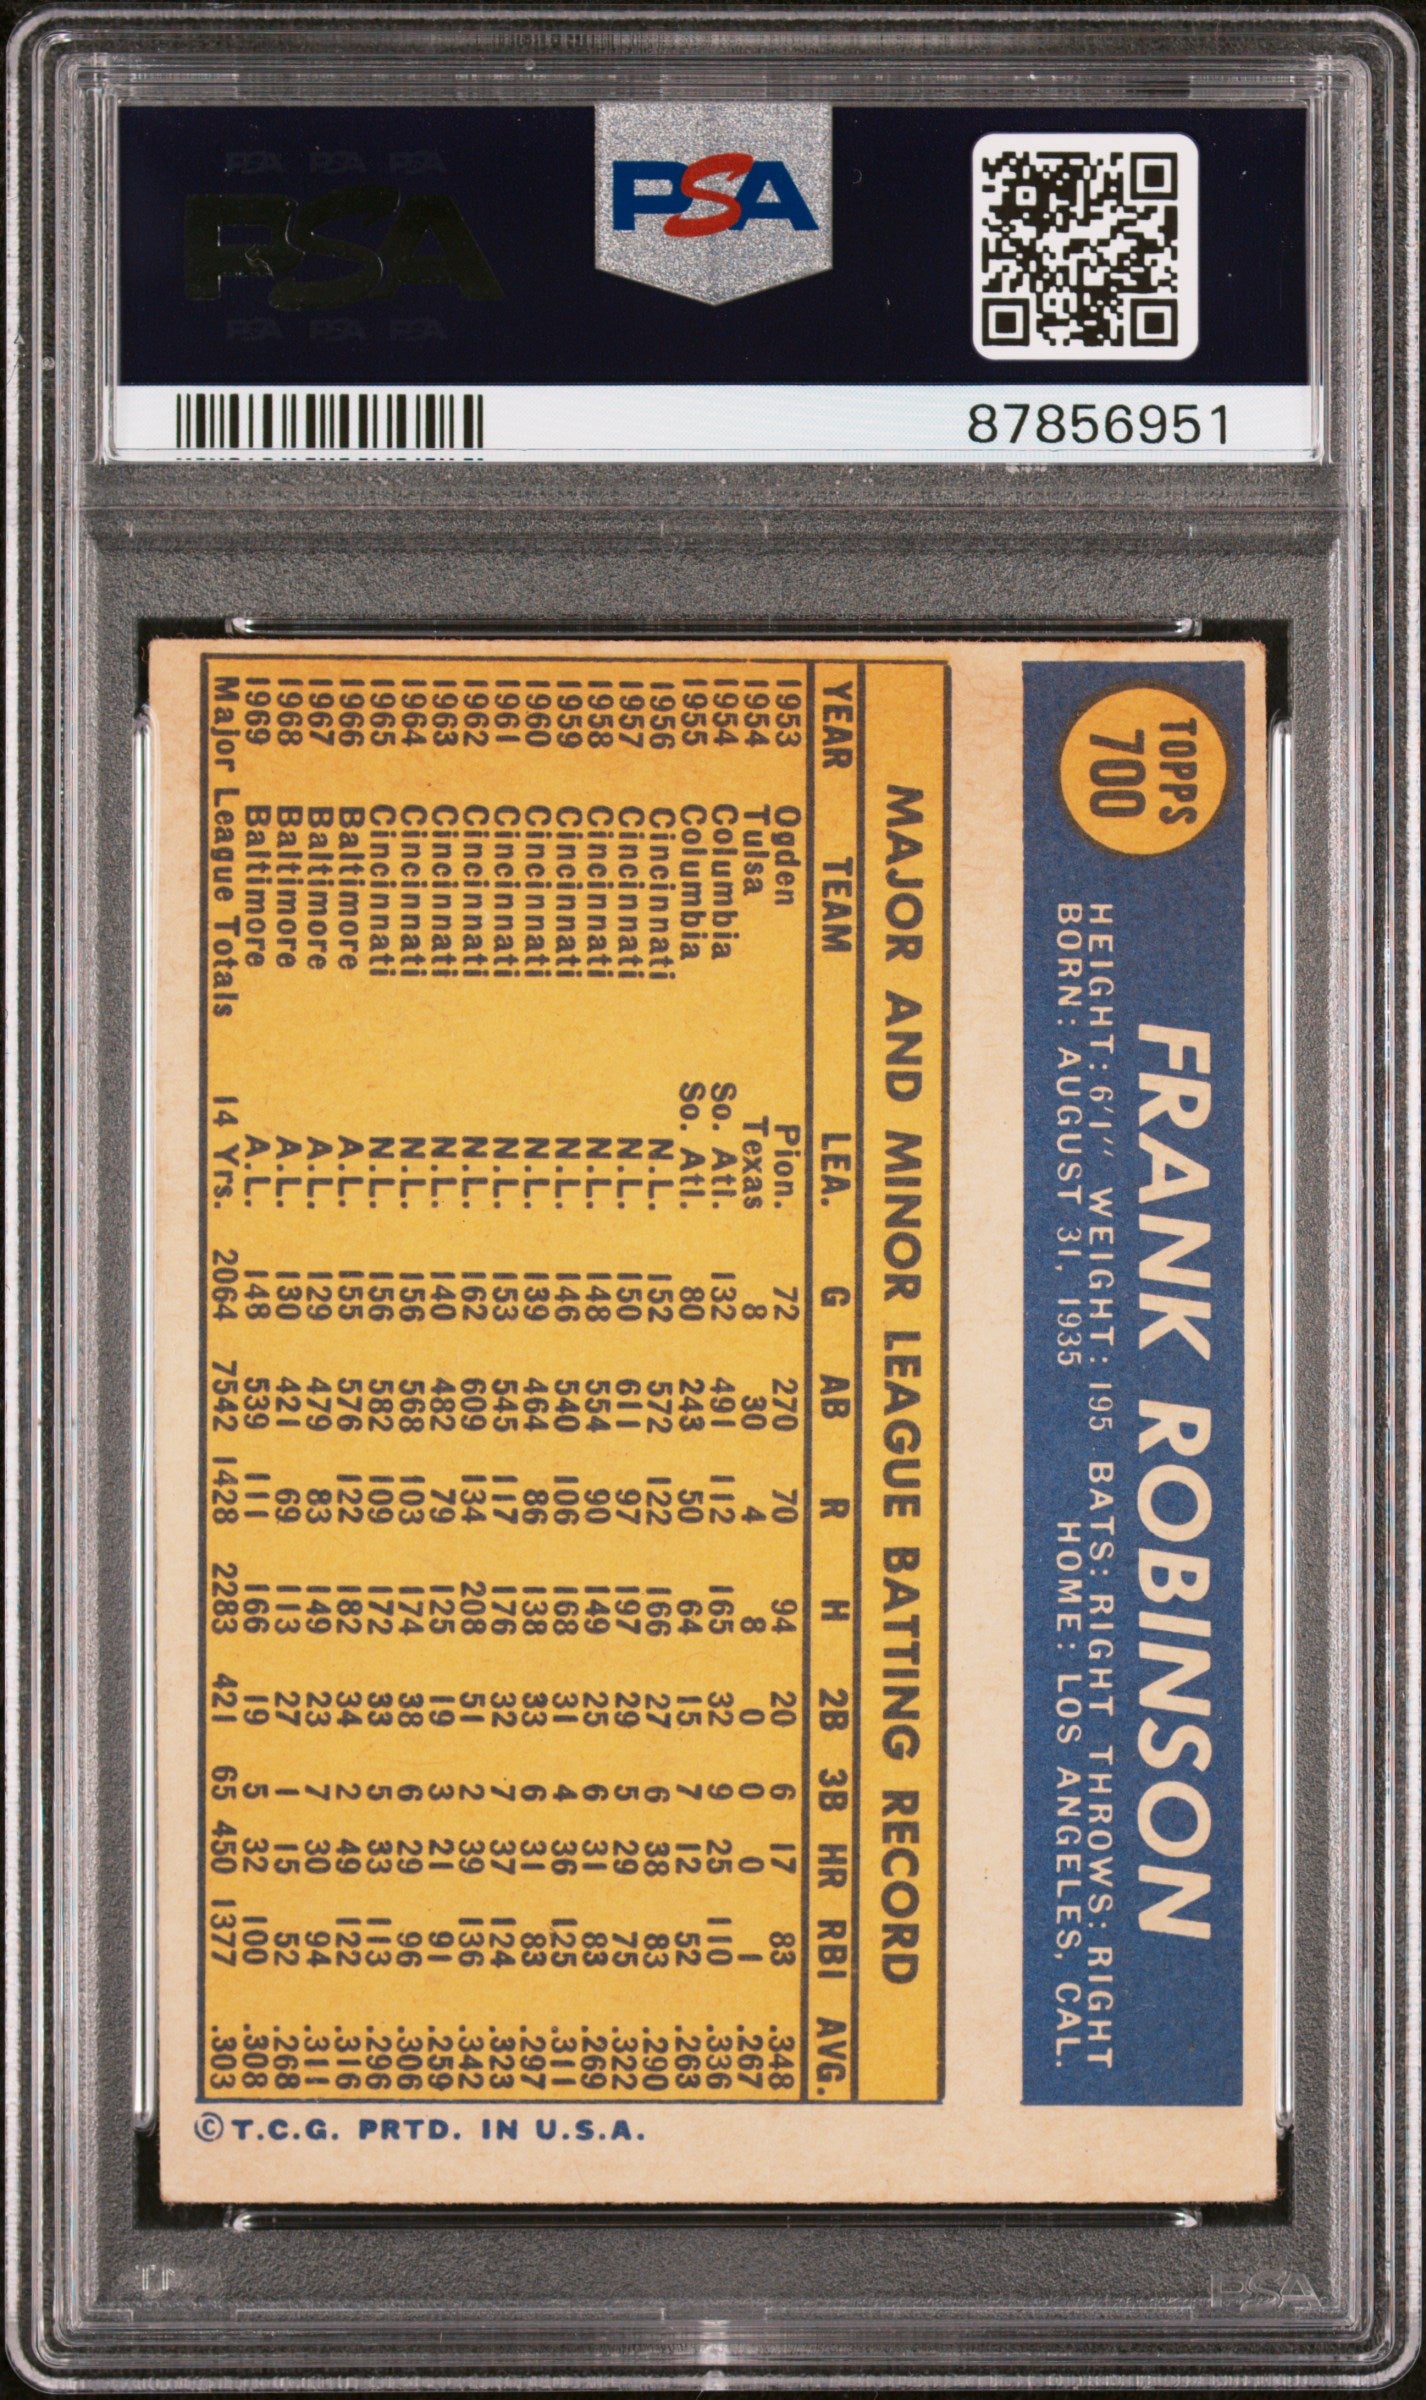 PSA PSA PSA
PSA
PSA PSA PSA
PSA
87856951
TOPPS
700
FRANK ROBINSON
HEIGHT: 6'1" WEIGHT: 195 BATS: RIGHT THROWS: RIGHT
BORN: AUGUST 31, 1935 HOME: LOS ANGELES, CAL.
MAJOR AND MINOR LEAGUE BATTING RECORD
YEAR TEAM LEA. G AB R H 2B 3B HR RBI AVG.
1953 Ogden Pion. 72 270 70 94 20 6 17 83 .348
1954 Tulsa Texas 8 30 4 8 0 0 0 1 .267
1954 Columbia So. Atl. 132 491 112 165 32 9 25 110 .336
1955 Columbia So. Atl. 80 243 50 64 15 7 12 52 .263
1956 Cincinnati N.L. 152 572 122 166 27 6 38 83 .290
1957 Cincinnati N.L. 150 611 97 197 29 5 29 75 .322
1958 Cincinnati N.L. 148 554 90 149 25 6 31 83 .269
1959 Cincinnati N.L. 146 540 106 168 31 4 36 125 .311
1960 Cincinnati N.L. 139 464 86 138 33 6 31 83 .297
1961 Cincinnati N.L. 153 545 117 176 32 7 37 124 .323
1962 Cincinnati N.L. 162 609 134 208 51 2 39 136 .342
1963 Cincinnati N.L. 140 482 79 125 19 3 21 91 .259
1964 Cincinnati N.L. 156 568 103 174 38 6 29 96 .306
1965 Cincinnati N.L. 156 582 109 172 33 5 33 113 .296
1966 Baltimore A.L. 155 576 122 182 34 2 49 122 .316
1967 Baltimore A.L. 129 479 83 149 23 7 30 94 .311
1968 Baltimore A.L. 130 421 69 113 27 1 15 52 .268
1969 Baltimore A.L. 148 539 111 166 19 5 32 100 .308
Major League Totals 14 Yrs. 2064 7542 1428 2283 421 65 450 1377 .303
© T.C.G. PRTD. IN U.S.A.
PSA